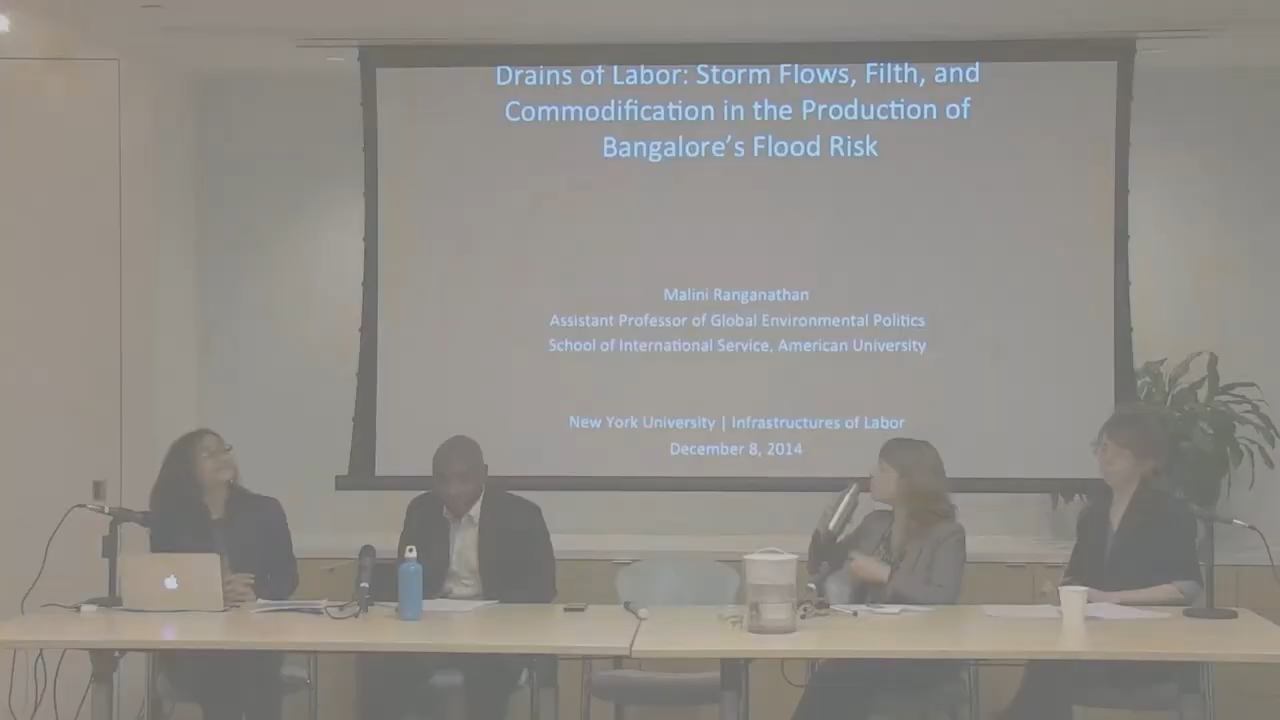 Drains of Labor: Storm Flows, Filth, and
Commodification in the Production of
Bangalore's Flood Risk
Malini Ranganathan
Assistant Professor of Global Environmental Politics
School of International Service, American University
New York University | Infrastructures of Labor
December 8, 2014